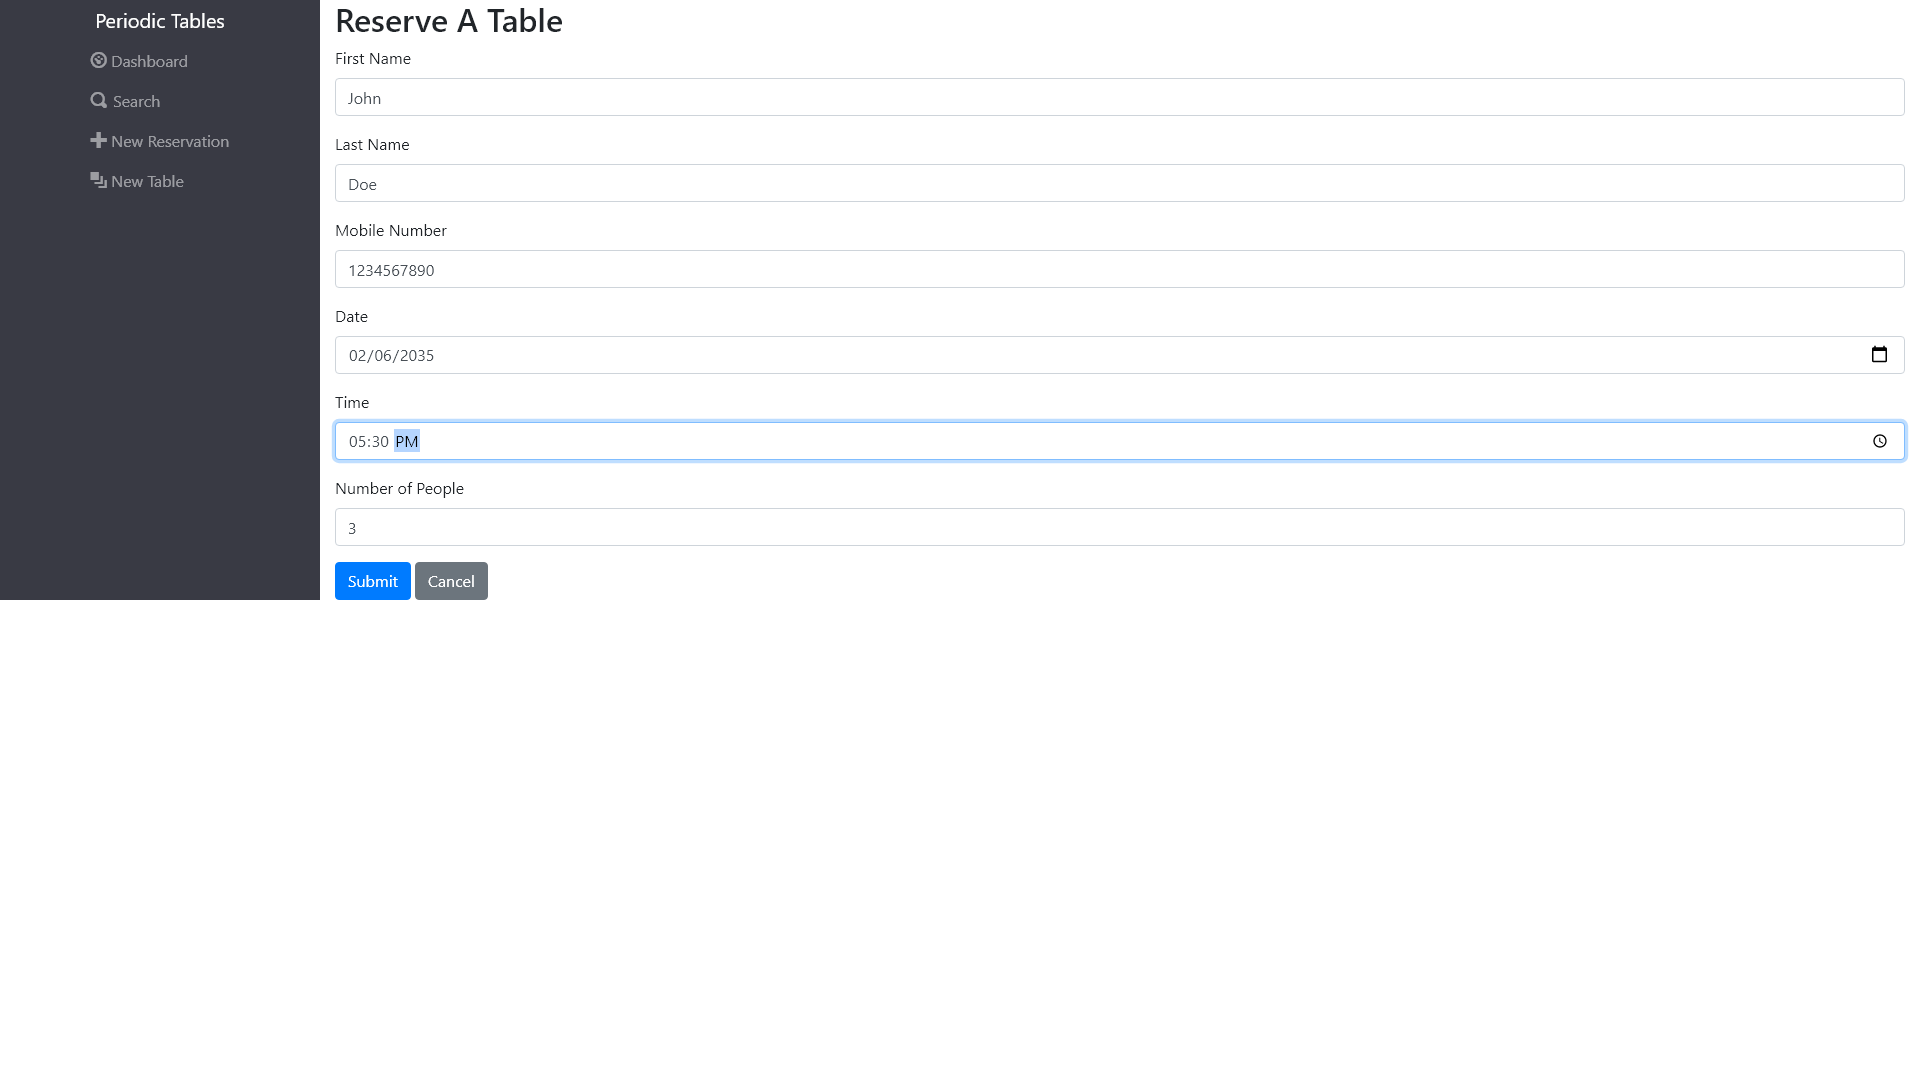 Periodic Tables
Dashboard
Search
New Reservation
New Table
Reserve A Table
First Name
John
Last Name
Doe
Mobile Number
1234567890
Date
02/06/2035
Time
05:30 PM
Number of People
3
Submit Cancel